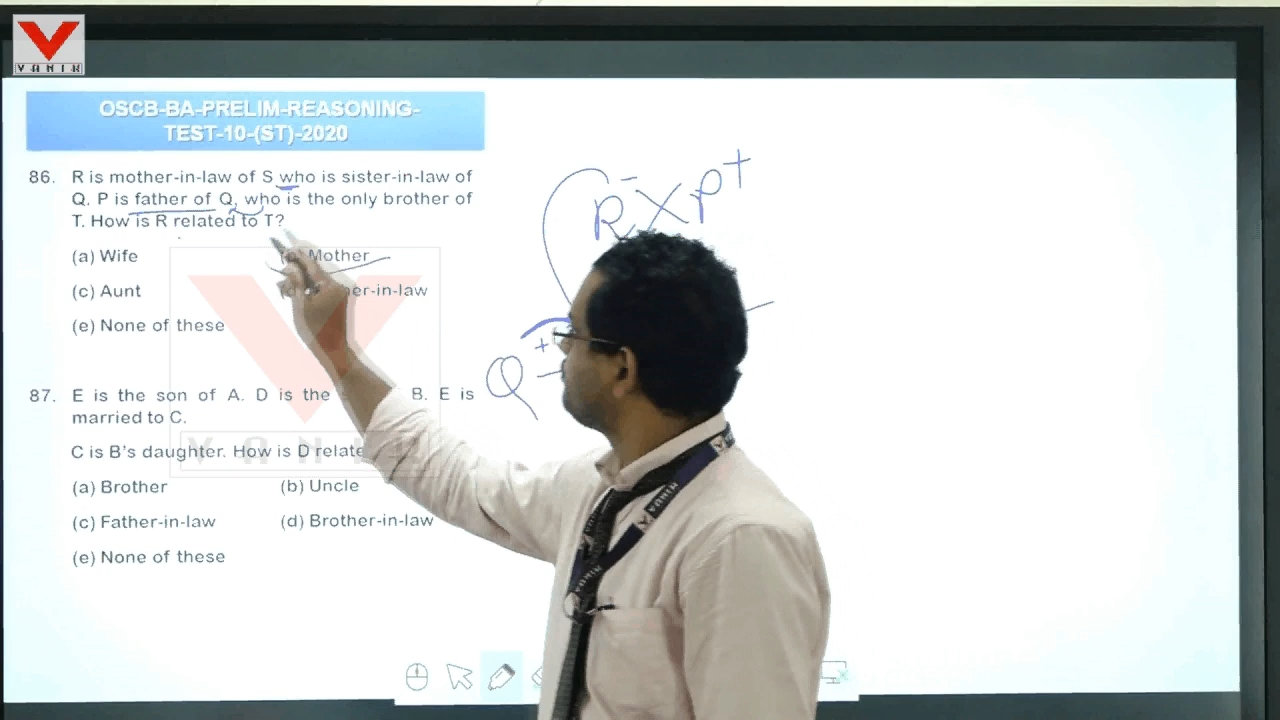 VANIK
OSCB-BA-PRELIM-REASONING-
TEST-10-(ST)-2020
86. R is mother-in-law of S who is sister-in-law of
Q. P is father of Q, who is the only brother of
T. How is R related to T?
(a) Wife
Mother
(c) Aunt
er-in-law
(e) None of these
87. E is the son of A. D is the B. E is
married to C.
C is B's daughter. How is D relate
(a) Brother
(b) Uncle
(c) Father-in-law
(d) Brother-in-law
(e) None of these
VANIK
R⁻ X P⁺
Q⁺ –
VANIK